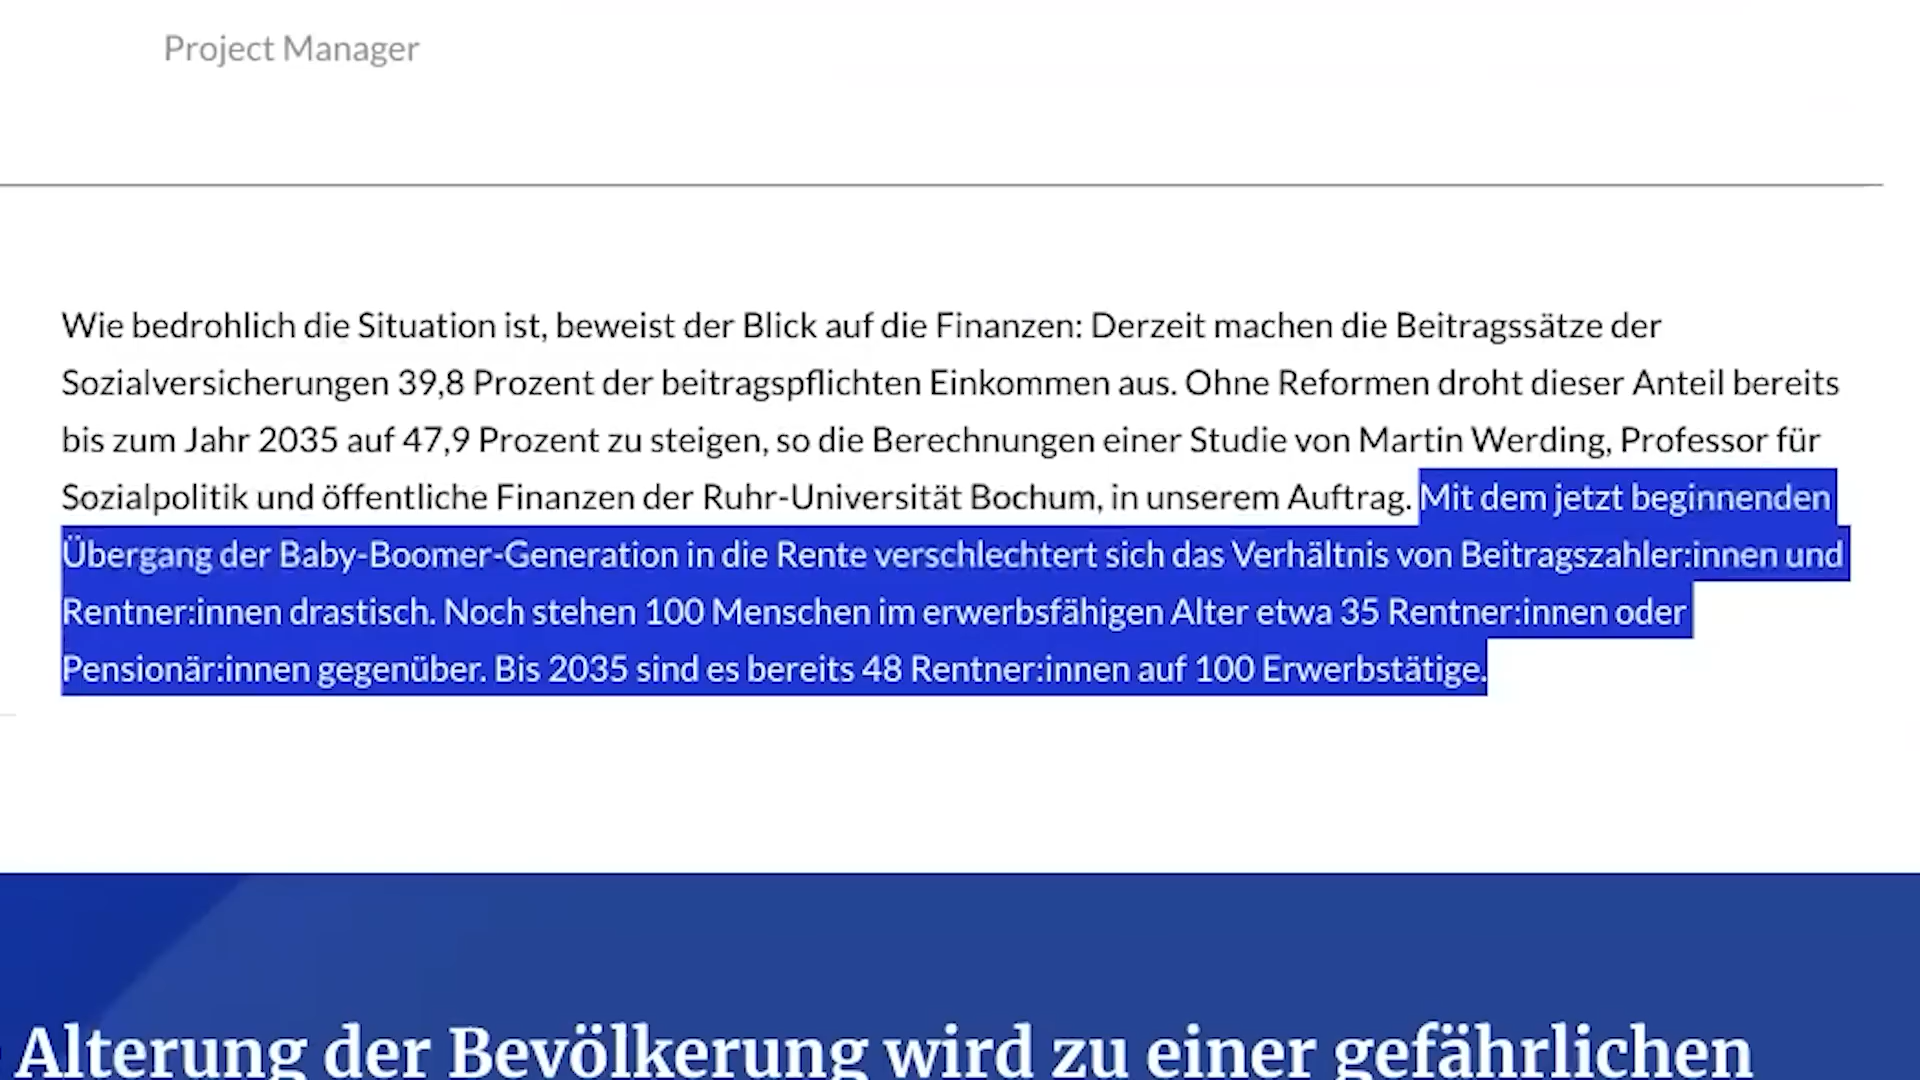 Project Manager
Wie bedrohlich die Situation ist, beweist der Blick auf die Finanzen: Derzeit machen die Beitragssätze der
Sozialversicherungen 39,8 Prozent der beitragspflichten Einkommen aus. Ohne Reformen droht dieser Anteil bereits
bis zum Jahr 2035 auf 47,9 Prozent zu steigen, so die Berechnungen einer Studie von Martin Werding, Professor für
Sozialpolitik und öffentliche Finanzen der Ruhr-Universität Bochum, in unserem Auftrag. Mit dem jetzt beginnenden
Übergang der Baby-Boomer-Generation in die Rente verschlechtert sich das Verhältnis von Beitragszahler:innen und
Rentner:innen drastisch. Noch stehen 100 Menschen im erwerbsfähigen Alter etwa 35 Rentner:innen oder
Pensionär:innen gegenüber. Bis 2035 sind es bereits 48 Rentner:innen auf 100 Erwerbstätige.
Alterung der Bevölkerung wird zu einer gefährlichen